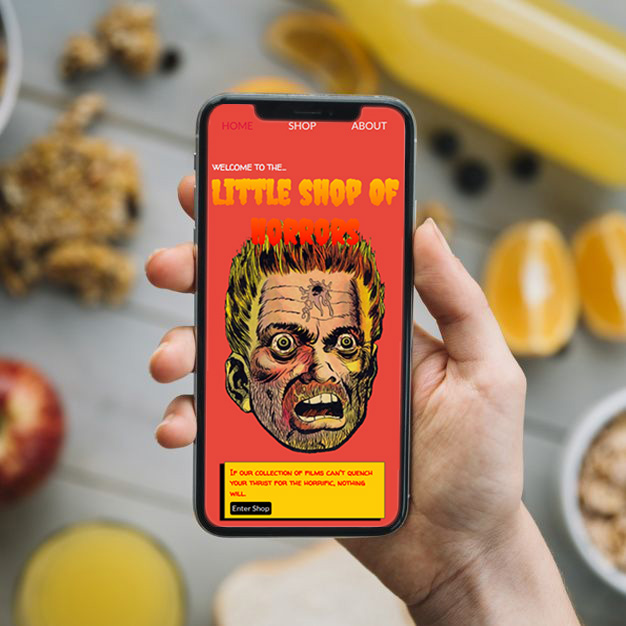 HOME SHOP ABOUT
WELCOME TO THE...
LITTLE SHOP OF
HORRORS
IF OUR COLLECTION OF FILMS CAN'T QUENCH
YOUR THRIST FOR THE HORRIFIC, NOTHING
WILL.
Enter Shop